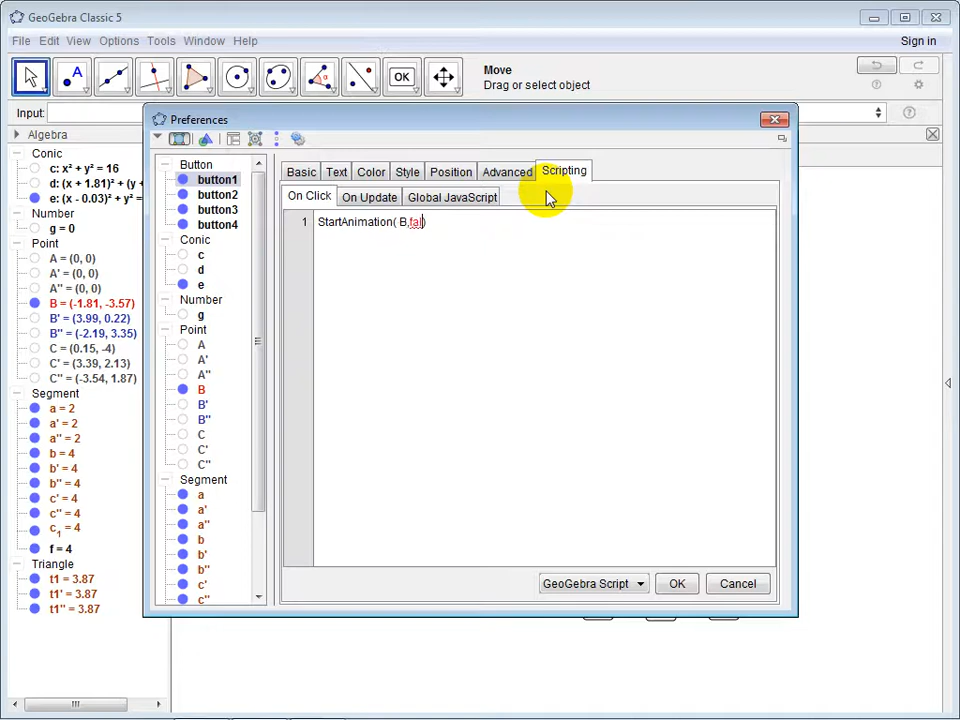 GeoGebra Classic 5
File Edit View Options Tools Window Help
Sign in
A
α
OK
Move
Drag or select object
Input:
Algebra
Conic
c: x² + y² = 16
d: (x + 1.81)² + (y +
e: (x - 0.03)² + y² =
Number
g = 0
Point
A = (0, 0)
A' = (0, 0)
A'' = (0, 0)
B = (-1.81, -3.57)
B' = (3.99, 0.22)
B'' = (-2.19, 3.35)
C = (0.15, -4)
C' = (3.39, 2.13)
C'' = (-3.54, 1.87)
Segment
a = 2
a' = 2
a'' = 2
b = 4
b' = 4
b'' = 4
c' = 4
c'' = 4
c₁ = 4
f = 4
Triangle
t1 = 3.87
t1' = 3.87
t1'' = 3.87
Preferences
Button
button1
button2
button3
button4
Conic
c
d
e
Number
g
Point
A
A'
A''
B
B'
B''
C
C'
C''
Segment
a
a'
a''
b
b'
b''
c'
c''
Basic Text Color Style Position Advanced Scripting
On Click On Update Global JavaScript
1 StartAnimation( B,fal)
GeoGebra Script OK Cancel